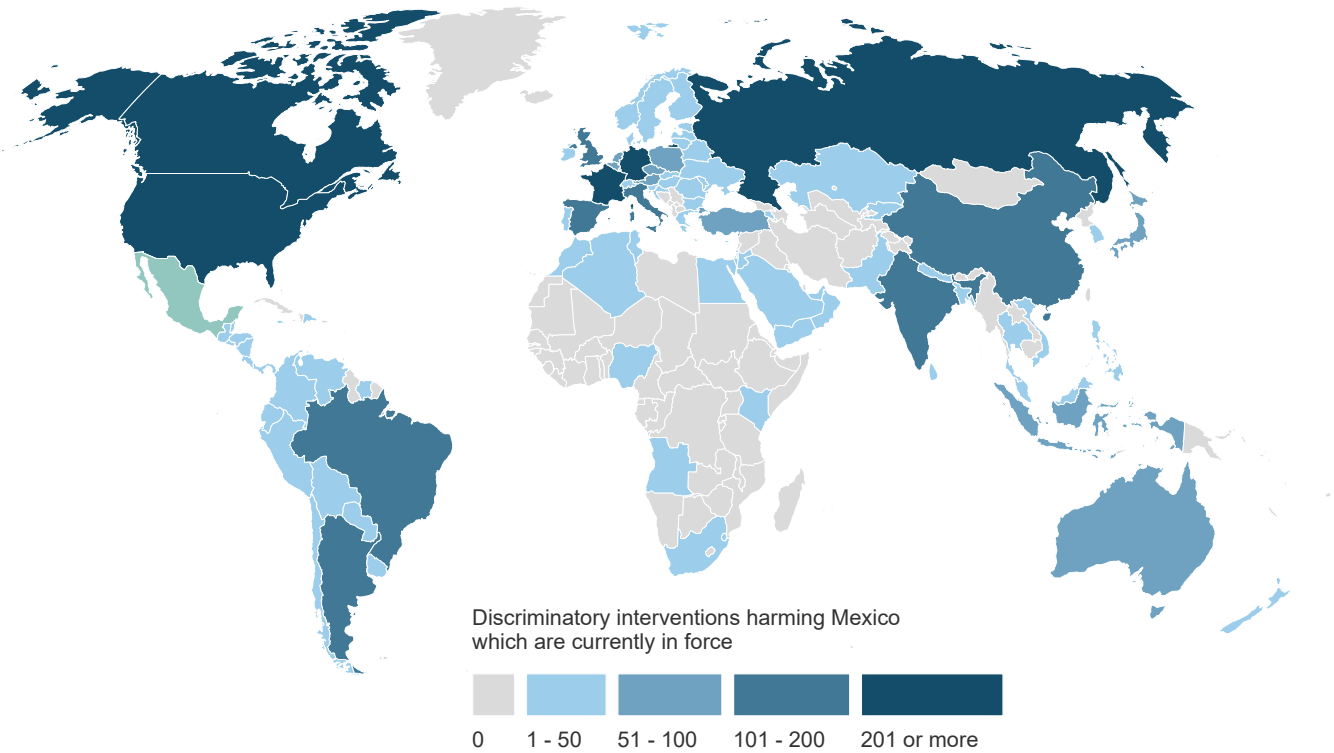 Discriminatory interventions harming Mexico
which are currently in force
0 1 - 50 51 - 100 101 - 200 201 or more